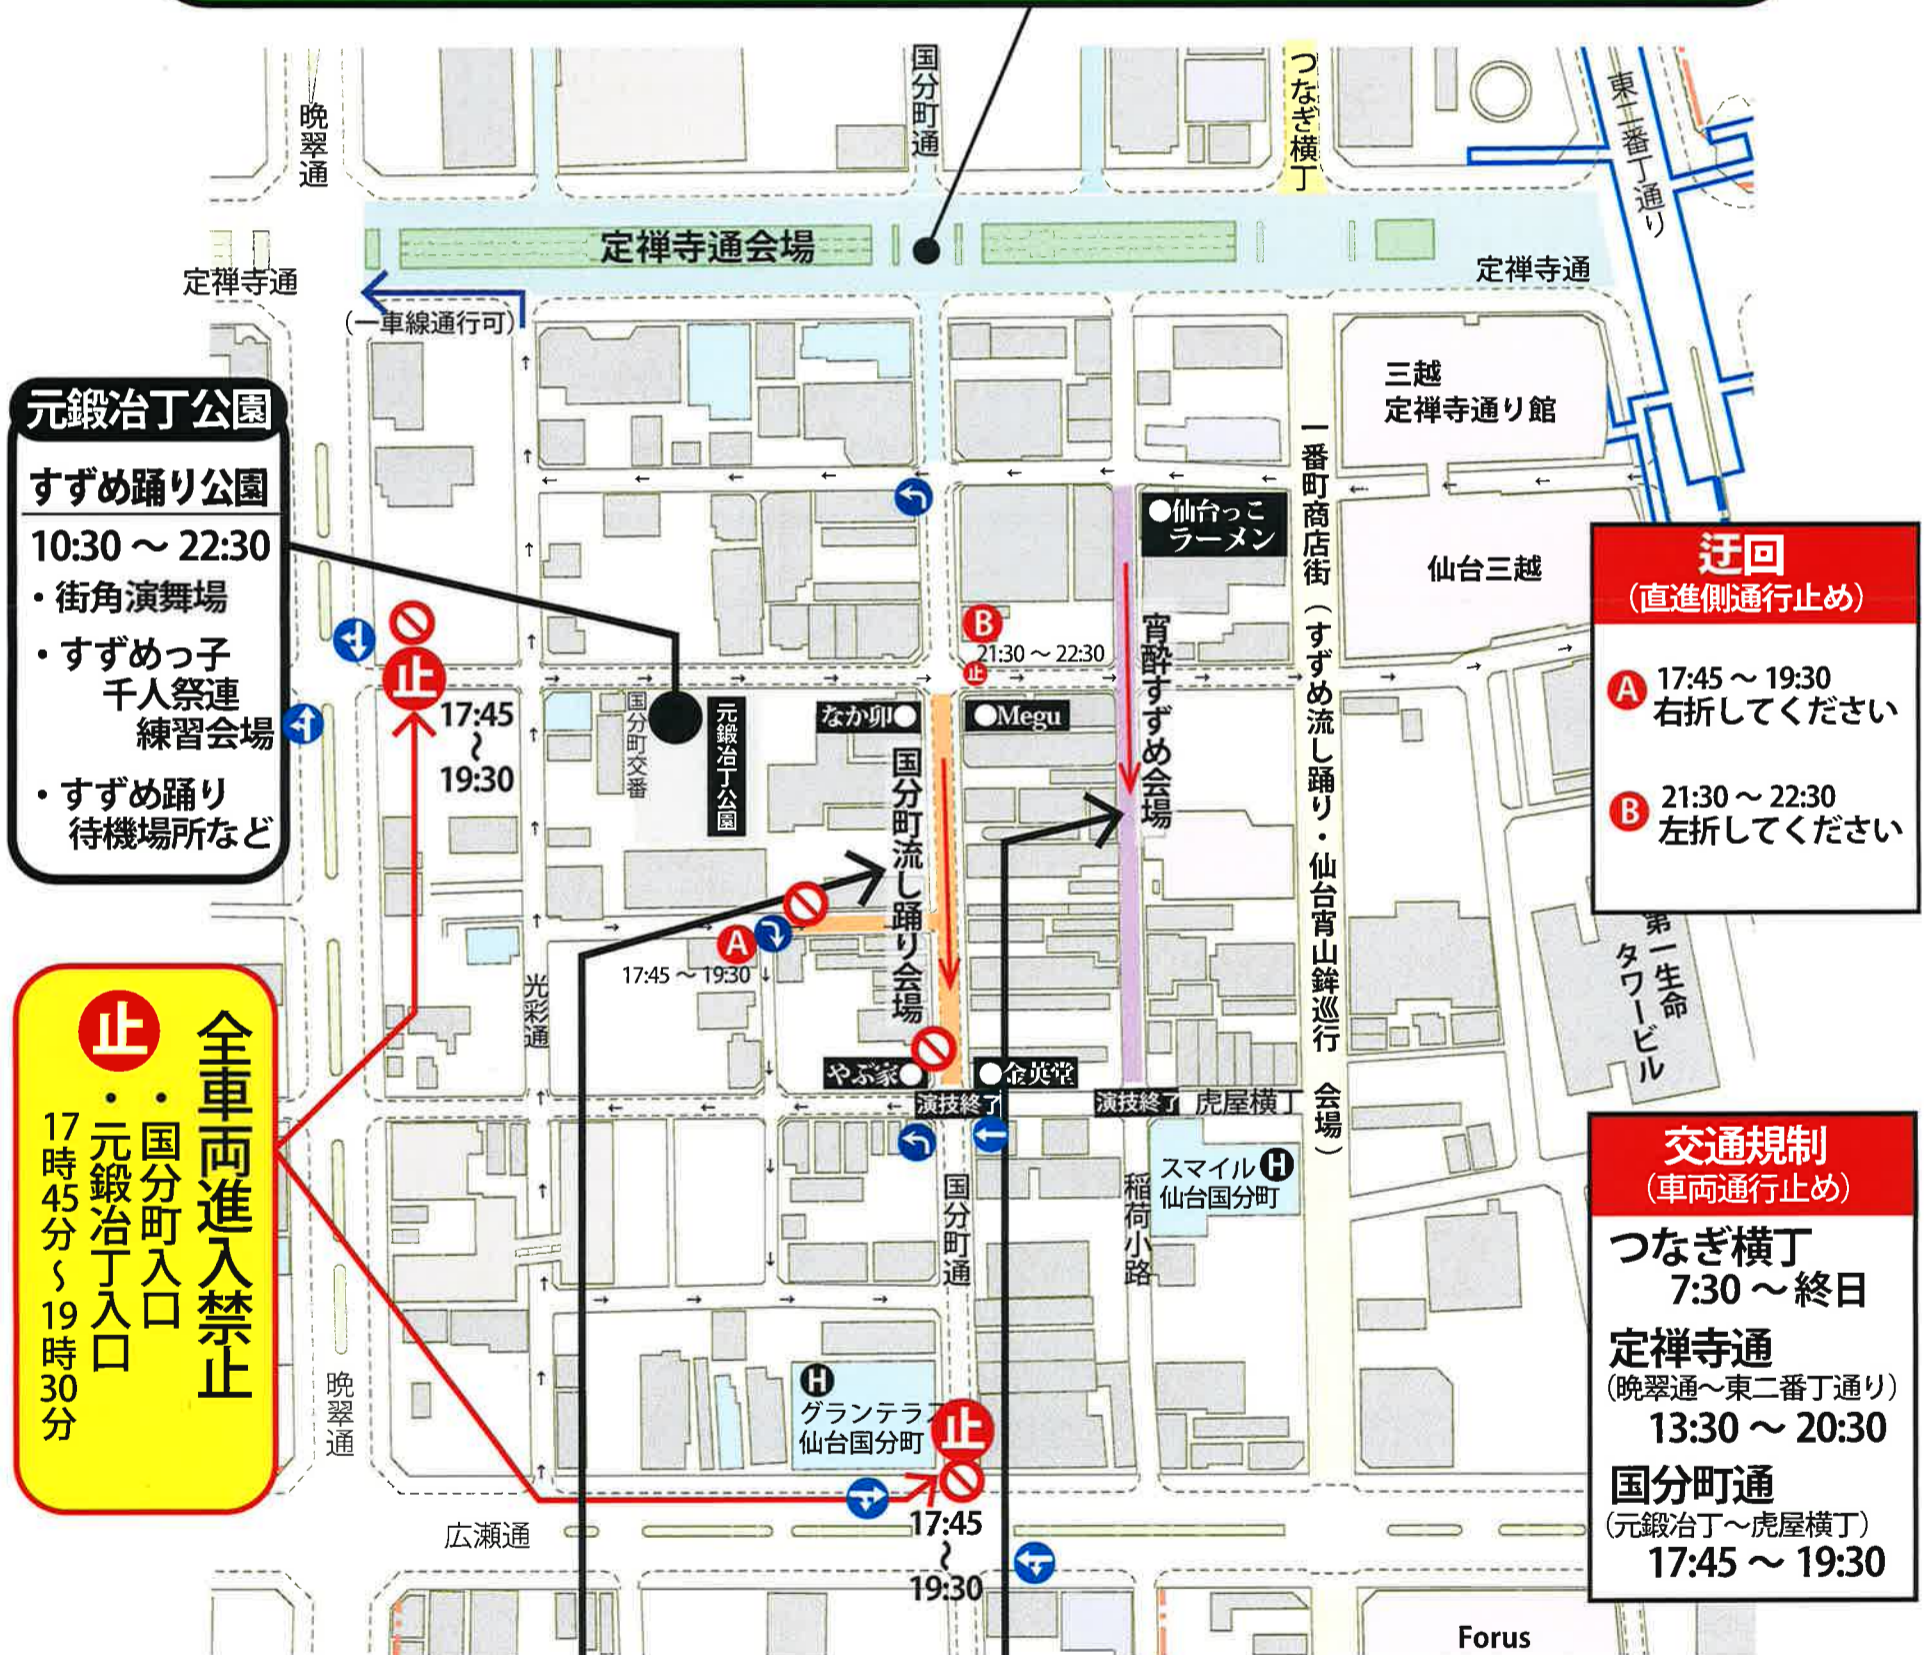 晩翠通
国分町通
つなぎ横丁
東二番丁通り
定禅寺通会場
定禅寺通
定禅寺通
（一車線通行可）
三越
定禅寺通り館
元鍛冶丁公園
すずめ踊り公園
10:30 ～ 22:30
・街角演舞場
・すずめっ子
千人祭連
練習会場
・すずめ踊り
待機場所など
●仙台っこ
ラーメン
仙台三越
一番町商店街（すずめ流し踊り・仙台宵山鉾巡行　会場）
迂回
（直進側通行止め）
A 17:45 ～ 19:30
右折してください
B 21:30 ～ 22:30
左折してください
B
21:30 ～ 22:30
止
宵酔すずめ会場
止
17:45
～
19:30
国分町交番
元鍛冶丁公園
なか卯●
●Megu
国分町流し踊り会場
A
17:45 ～ 19:30
光彩通
第一生命
タワービル
やぶ家●
●金英堂
演技終了
演技終了
虎屋横丁
全車両進入禁止
止
・国分町入口
・元鍛冶丁入口
17時45分～19時30分
スマイル H
仙台国分町
国分町通
稲荷小路
交通規制
（車両通行止め）
つなぎ横丁
7:30 ～ 終日
定禅寺通
（晩翠通～東二番丁通り）
13:30 ～ 20:30
国分町通
（元鍛冶丁～虎屋横丁）
17:45 ～ 19:30
晩翠通
H
グランテラス
仙台国分町
止
17:45
～
19:30
広瀬通
Forus